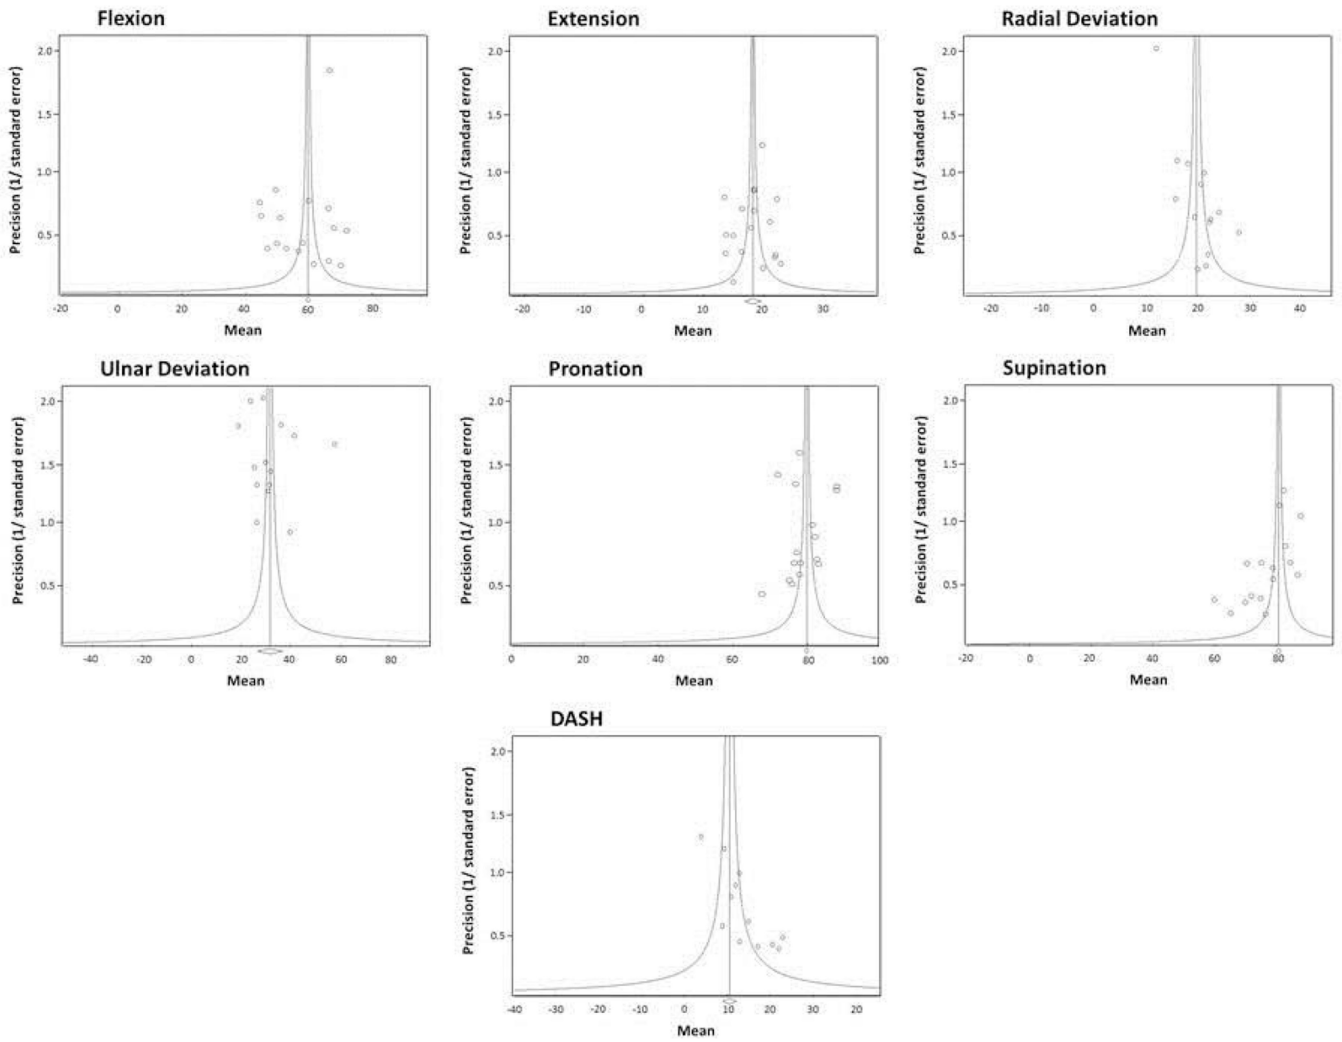 Flexion
Precision (1/ standard error)
2.0
1.5
1.0
0.5
-20 0 20 40 60 80
Mean
Extension
Precision (1/ standard error)
2.0
1.5
1.0
0.5
-20 -10 0 10 20 30
Mean
Radial Deviation
Precision (1/ standard error)
2.0
1.5
1.0
0.5
-20 -10 0 10 20 30 40
Mean
Ulnar Deviation
Precision (1/ standard error)
2.0
1.5
1.0
0.5
-40 -20 0 20 40 60 80
Mean
Pronation
Precision (1/ standard error)
2.0
1.5
1.0
0.5
0 20 40 60 80 100
Mean
Supination
Precision (1/ standard error)
2.0
1.5
1.0
0.5
-20 0 20 40 60 80
Mean
DASH
Precision (1/ standard error)
2.0
1.5
1.0
0.5
-40 -30 -20 -10 0 10 20 30 20
Mean